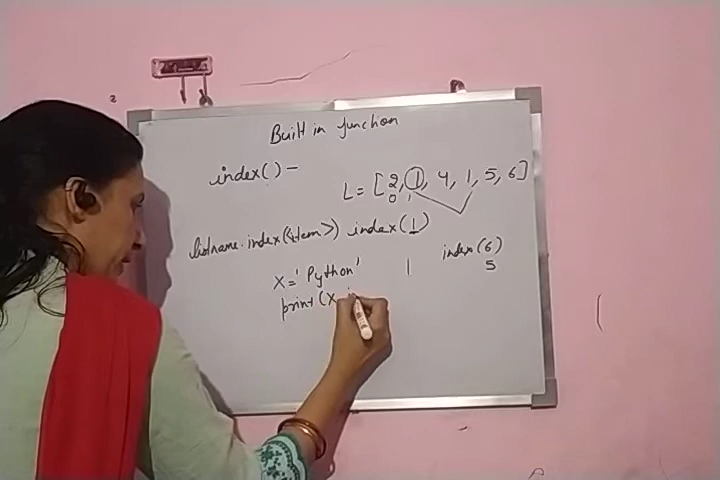 Built in function
index() -
L = [2, 1, 4, 1, 5, 6]
0 1
listname.index(<item>) index(1)
index(6)
X = 'Python' 1 5
print(X. i